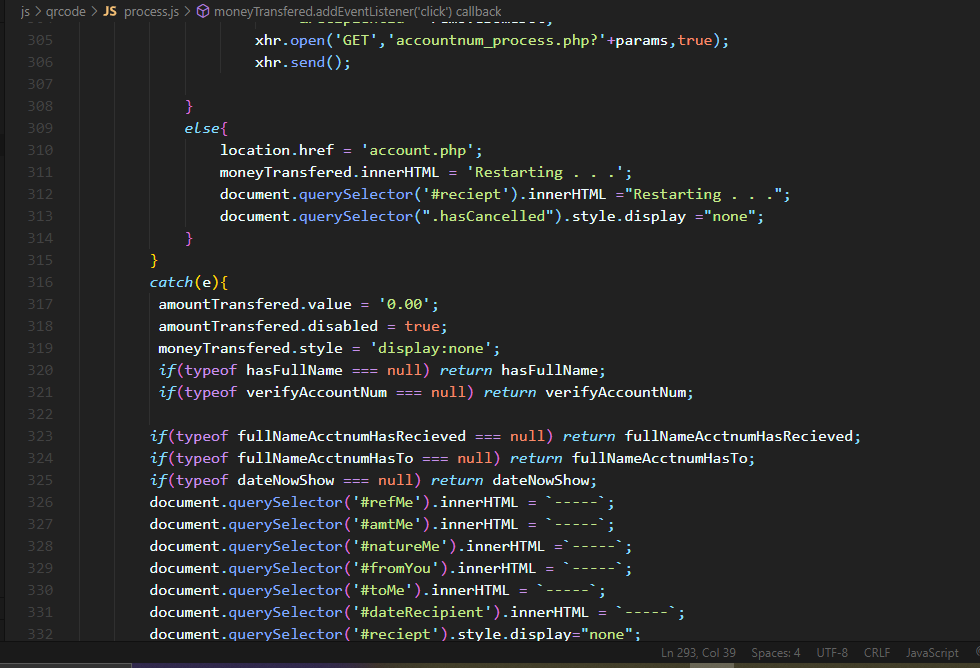 js > qrcode > JS process.js > moneyTransfered.addEventListener('click') callback
305 xhr.open('GET','accountnum_process.php?'+params,true);
306 xhr.send();
307
308 }
309 else{
310 location.href = 'account.php';
311 moneyTransfered.innerHTML = 'Restarting . . .';
312 document.querySelector('#reciept').innerHTML ="Restarting . . .";
313 document.querySelector(".hasCancelled").style.display ="none";
314 }
315 }
316 catch(e){
317 amountTransfered.value = '0.00';
318 amountTransfered.disabled = true;
319 moneyTransfered.style = 'display:none';
320 if(typeof hasFullName === null) return hasFullName;
321 if(typeof verifyAccountNum === null) return verifyAccountNum;
322
323 if(typeof fullNameAcctnumHasRecieved === null) return fullNameAcctnumHasRecieved;
324 if(typeof fullNameAcctnumHasTo === null) return fullNameAcctnumHasTo;
325 if(typeof dateNowShow === null) return dateNowShow;
326 document.querySelector('#refMe').innerHTML = `-----`;
327 document.querySelector('#amtMe').innerHTML = `-----`;
328 document.querySelector('#natureMe').innerHTML =`-----`;
329 document.querySelector('#fromYou').innerHTML = `-----`;
330 document.querySelector('#toMe').innerHTML = `-----`;
331 document.querySelector('#dateRecipient').innerHTML = `-----`;
332 document.querySelector('#reciept').style.display="none";
Ln 293, Col 39 Spaces: 4 UTF-8 CRLF JavaScript